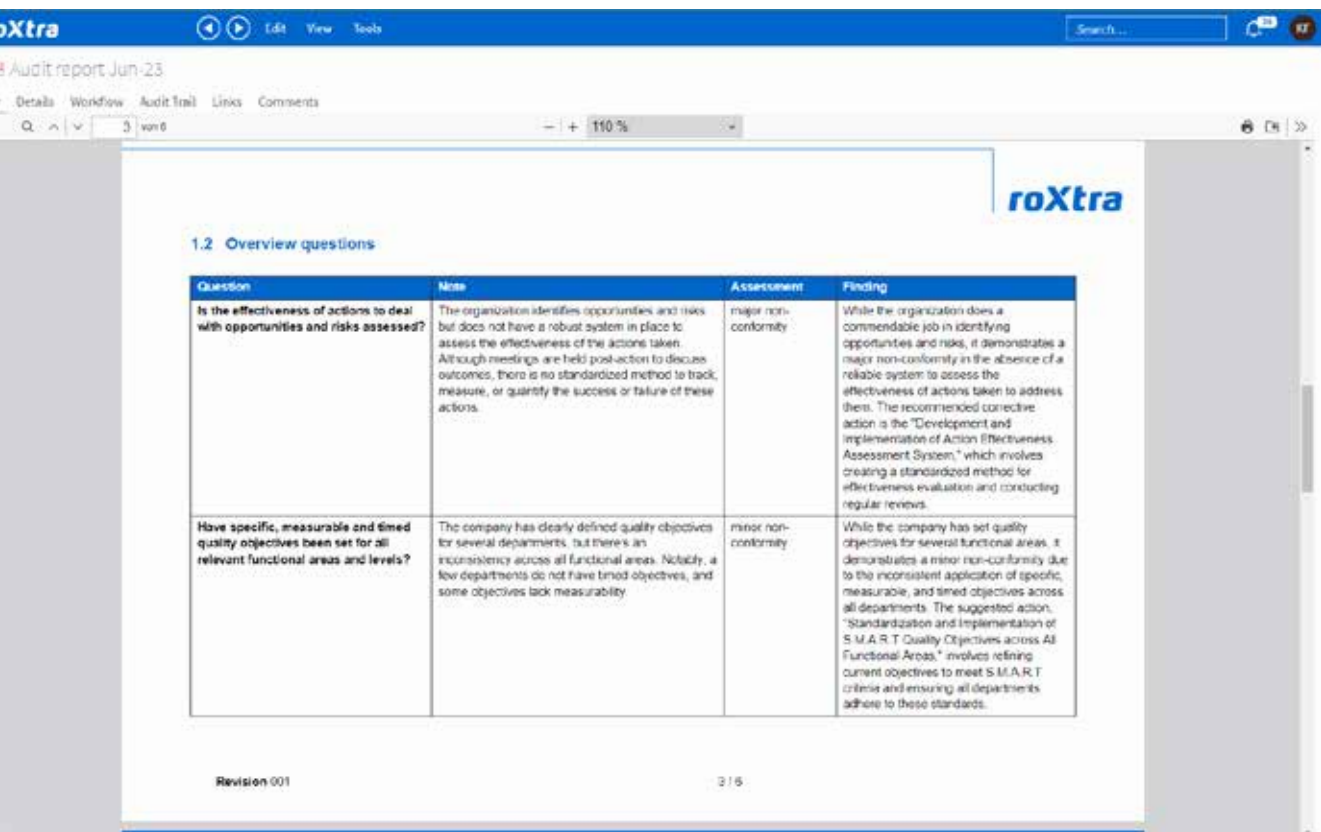 oXtra
Edit View Tools
Search...
KF
Audit report Jun-23
Details Workflow Audit Trail Links Comments
3 von 6
110 %
roXtra
1.2 Overview questions
Question
Note
Assessment
Finding
Is the effectiveness of actions to deal
with opportunities and risks assessed?
The organization identifies opportunities and risks
but does not have a robust system in place to
assess the effectiveness of the actions taken.
Although meetings are held post-action to discuss
outcomes, there is no standardized method to track,
measure, or quantify the success or failure of these
actions.
major non-
conformity
While the organization does a
commendable job in identifying
opportunities and risks, it demonstrates a
major non-conformity in the absence of a
reliable system to assess the
effectiveness of actions taken to address
them. The recommended corrective
action is the "Development and
Implementation of Action Effectiveness
Assessment System," which involves
creating a standardized method for
effectiveness evaluation and conducting
regular reviews.
Have specific, measurable and timed
quality objectives been set for all
relevant functional areas and levels?
The company has clearly defined quality objectives
for several departments, but there's an
inconsistency across all functional areas. Notably, a
few departments do not have timed objectives, and
some objectives lack measurability.
minor non-
conformity
While the company has set quality
objectives for several functional areas, it
demonstrates a minor non-conformity due
to the inconsistent application of specific,
measurable, and timed objectives across
all departments. The suggested action,
"Standardization and Implementation of
S.M.A.R.T Quality Objectives across All
Functional Areas," involves refining
current objectives to meet S.M.A.R.T
criteria and ensuring all departments
adhere to these standards.
Revision 001
3 / 6